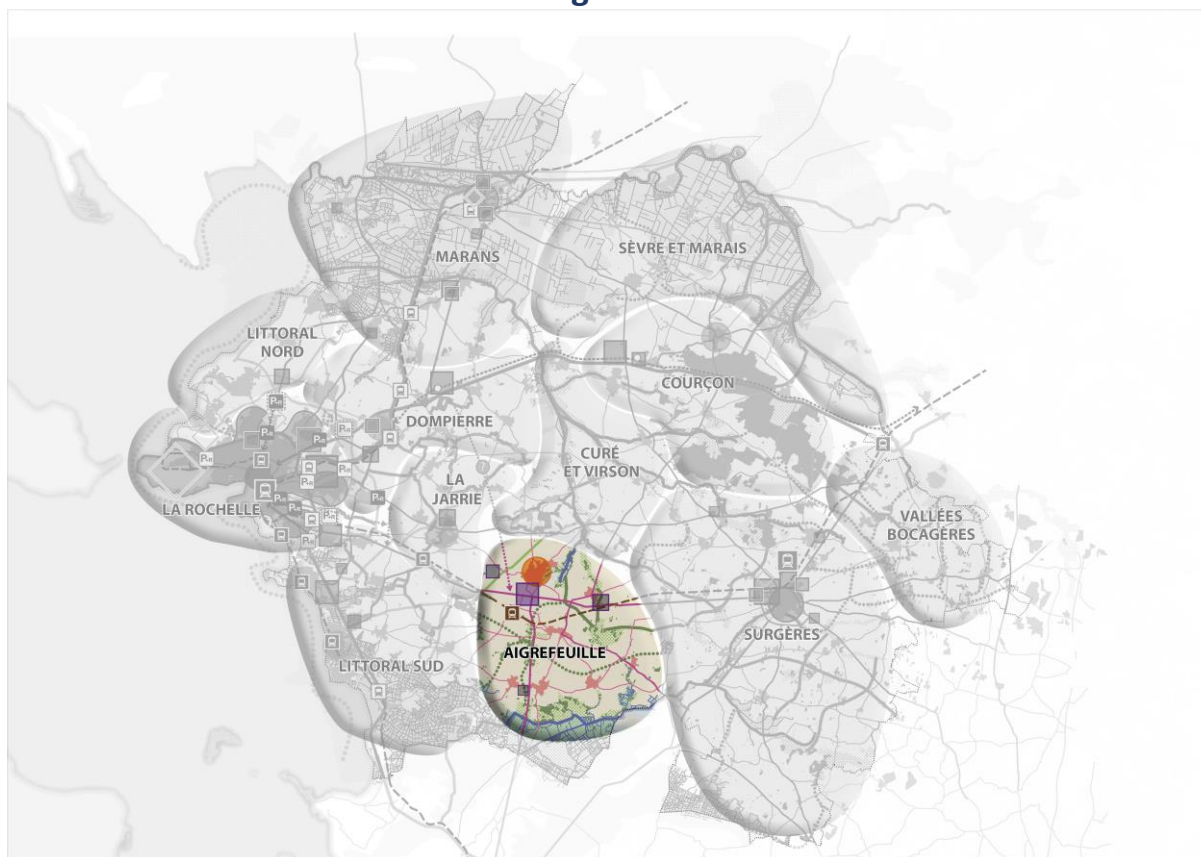 g
MARANS
SÈVRE ET MARAIS
LITTORAL
NORD
COURÇON
DOMPIERRE
CURÉ
ET VIRSON
LA
JARRIE
LA ROCHELLE
VALLÉES
BOCAGÈRES
SURGÈRES
AIGREFEUILLE
LITTORAL SUD
P+R
P+R
P+R
P+R
P+R
P+R
P+R
P+R
P+R
P+R